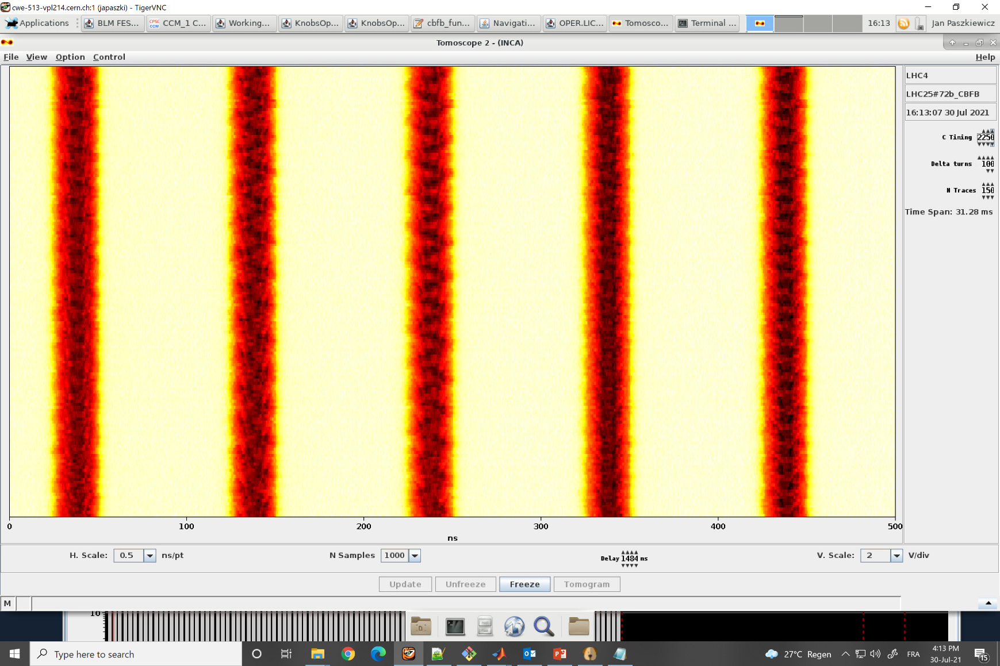 cwe-513-vpl214.cern.ch:1 (japaszki) - TigerVNC
Applications BLM FES... CPSC CCM CCM_1 C... Working... KnobsOp... KnobsOp... cbfb_fun... Navigati... OPER.LIC... Tomosco... Terminal ... 16:13 Jan Paszkiewicz
Tomoscope 2 - (INCA)
File View Option Control Help
LHC4
LHC25#72b_CBFB
16:13:07 30 Jul 2021
C Timing 2250
Delta turns 100
N Traces 150
Time Span: 31.28 ms
0 100 200 300 400 500
ns
H. Scale: 0.5 ns/pt N Samples 1000 Delay 1484 ns V. Scale: 2 V/div
Update Unfreeze Freeze Tomogram
M
10
Type here to search
27°C Regen FRA 4:13 PM
30-Jul-21 15